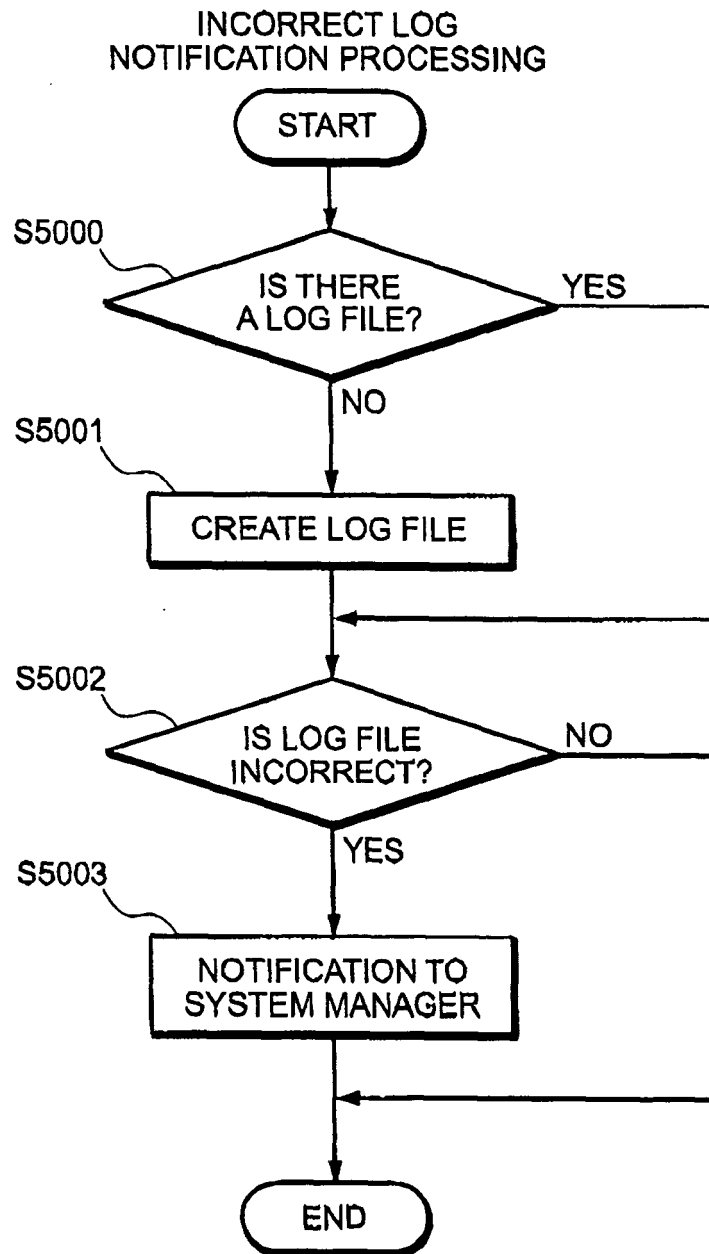 INCORRECT LOG
NOTIFICATION PROCESSING
START
S5000
IS THERE
A LOG FILE?
YES
NO
S5001
CREATE LOG FILE
S5002
IS LOG FILE
INCORRECT?
NO
YES
S5003
NOTIFICATION TO
SYSTEM MANAGER
END